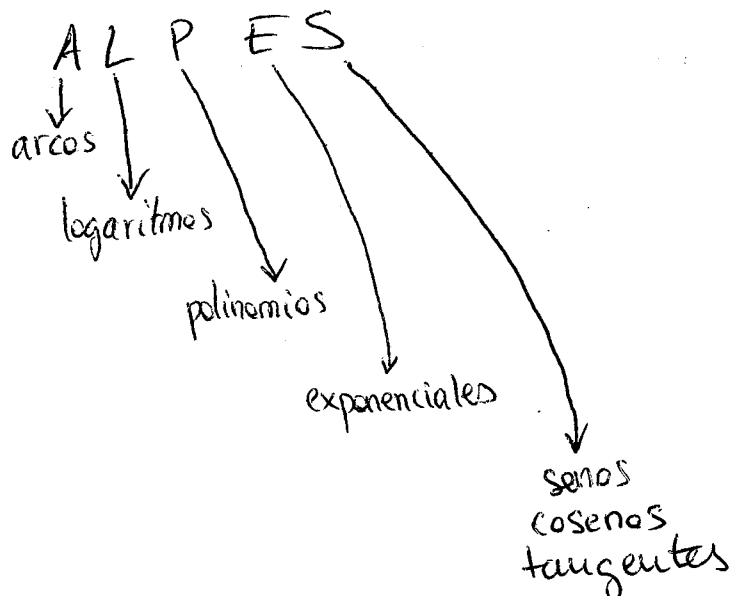 A L P E S
arcos
logaritmos
polinomios
exponenciales
senos
cosenos
tangentes